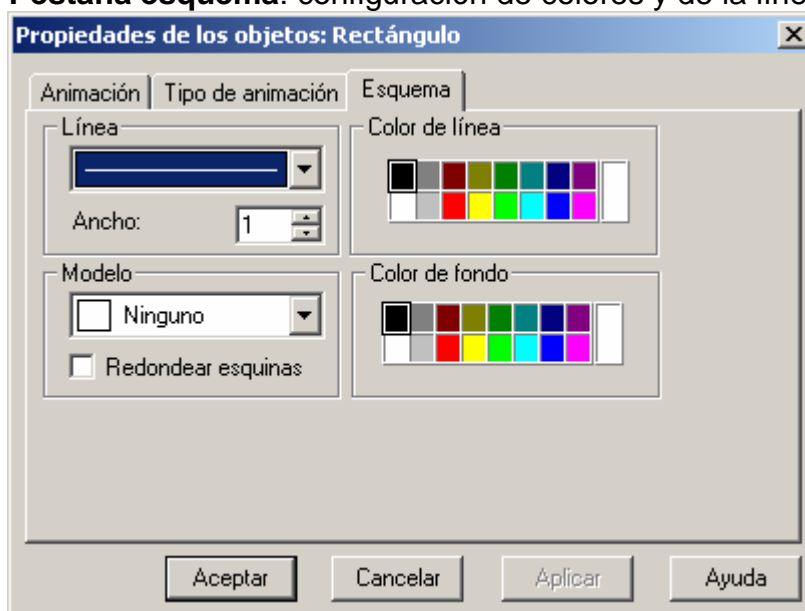 Pestaña esquema: configuración de colores y de la líne
Propiedades de los objetos: Rectángulo
Animación Tipo de animación Esquema
Línea Color de línea
Ancho: 1
Modelo Color de fondo
Ninguno
Redondear esquinas
Aceptar Cancelar Aplicar Ayuda